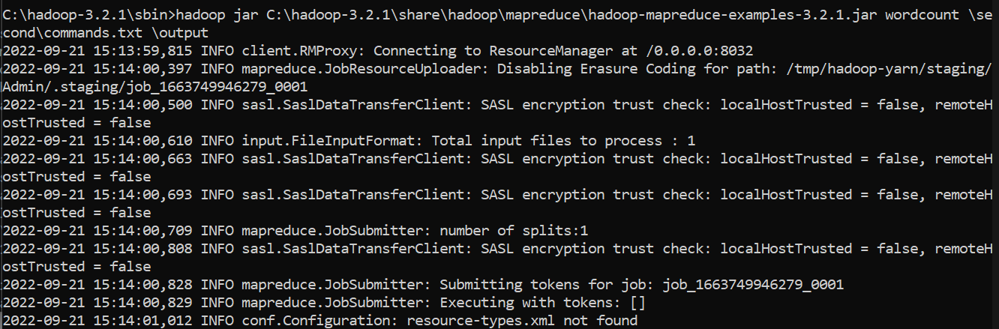 C:\hadoop-3.2.1\sbin>hadoop jar C:\hadoop-3.2.1\share\hadoop\mapreduce\hadoop-mapreduce-examples-3.2.1.jar wordcount \se
cond\commands.txt \output
2022-09-21 15:13:59,815 INFO client.RMProxy: Connecting to ResourceManager at /0.0.0.0:8032
2022-09-21 15:14:00,397 INFO mapreduce.JobResourceUploader: Disabling Erasure Coding for path: /tmp/hadoop-yarn/staging/
Admin/.staging/job_1663749946279_0001
2022-09-21 15:14:00,500 INFO sasl.SaslDataTransferClient: SASL encryption trust check: localHostTrusted = false, remoteH
ostTrusted = false
2022-09-21 15:14:00,610 INFO input.FileInputFormat: Total input files to process : 1
2022-09-21 15:14:00,663 INFO sasl.SaslDataTransferClient: SASL encryption trust check: localHostTrusted = false, remoteH
ostTrusted = false
2022-09-21 15:14:00,693 INFO sasl.SaslDataTransferClient: SASL encryption trust check: localHostTrusted = false, remoteH
ostTrusted = false
2022-09-21 15:14:00,709 INFO mapreduce.JobSubmitter: number of splits:1
2022-09-21 15:14:00,808 INFO sasl.SaslDataTransferClient: SASL encryption trust check: localHostTrusted = false, remoteH
ostTrusted = false
2022-09-21 15:14:00,828 INFO mapreduce.JobSubmitter: Submitting tokens for job: job_1663749946279_0001
2022-09-21 15:14:00,829 INFO mapreduce.JobSubmitter: Executing with tokens: []
2022-09-21 15:14:01,012 INFO conf.Configuration: resource-types.xml not found